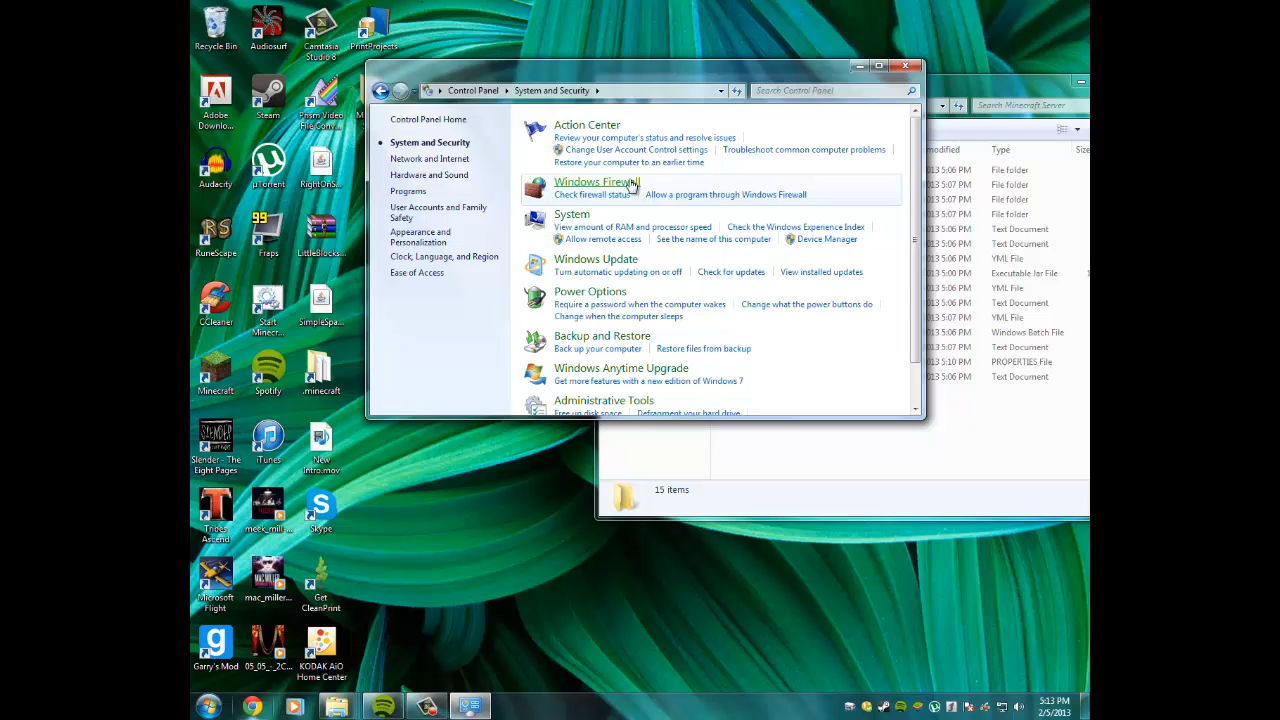 Recycle Bin
Audiosurf
Camtasia Studio 8
PrintProjects
Adobe Downlo...
Steam
Prism Video File Conv...
Audacity
µTorrent
RightOnS...
RuneScape
99
Fraps
LittleBlocks...
CCleaner
Start Minecr...
SimpleSpa...
Minecraft
Spotify
.minecraft
SLENDER
Slender - The Eight Pages
iTunes
New Intro.mov
Tribes Ascend
meek_mill-...
Skype
Microsoft Flight
mac_miller...
Get CleanPrint
Garry's Mod
05_05_-_2C...
KODAK AiO Home Center
Control Panel
System and Security
Search Control Panel
Control Panel Home
System and Security
Network and Internet
Hardware and Sound
Programs
User Accounts and Family Safety
Appearance and Personalization
Clock, Language, and Region
Ease of Access
Action Center
Review your computer's status and resolve issues
Change User Account Control settings
Troubleshoot common computer problems
Restore your computer to an earlier time
Windows Firewall
Check firewall status
Allow a program through Windows Firewall
System
View amount of RAM and processor speed
Check the Windows Experience Index
Allow remote access
See the name of this computer
Device Manager
Windows Update
Turn automatic updating on or off
Check for updates
View installed updates
Power Options
Require a password when the computer wakes
Change what the power buttons do
Change when the computer sleeps
Backup and Restore
Back up your computer
Restore files from backup
Windows Anytime Upgrade
Get more features with a new edition of Windows 7
Administrative Tools
Free up disk space
Defragment your hard drive
Search Minecraft Server
modified
Type
Size
013 5:06 PM File folder
013 5:06 PM File folder
013 5:07 PM File folder
013 5:06 PM File folder
013 5:06 PM Text Document
013 5:06 PM Text Document
013 5:06 PM YML File
013 5:00 PM Executable Jar File
013 5:06 PM YML File
013 5:06 PM Text Document
013 5:07 PM YML File
013 5:06 PM Windows Batch File
013 5:07 PM Text Document
013 5:10 PM PROPERTIES File
013 5:06 PM Text Document
15 items
5:13 PM
2/5/2013